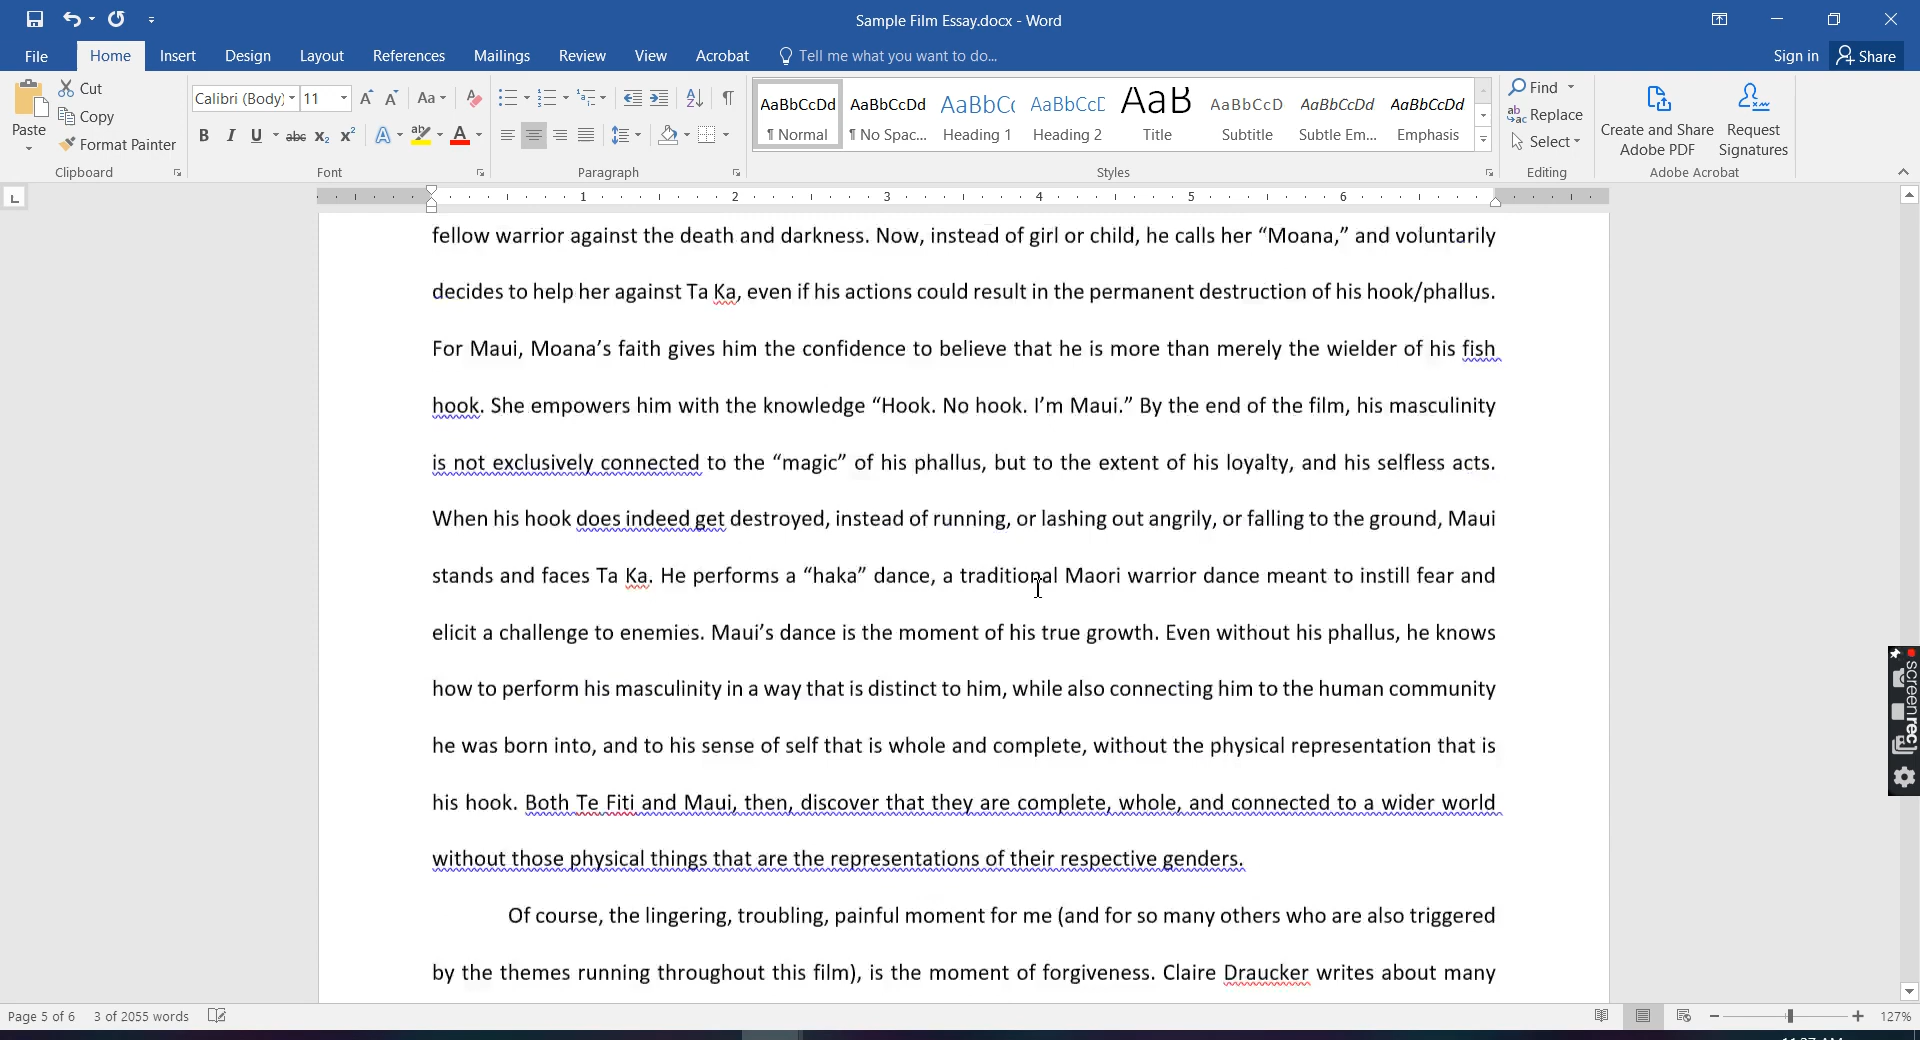 Sample Film Essay.docx - Word
File Home Insert Design Layout References Mailings Review View Acrobat Tell me what you want to do... Sign in Share
Paste Cut Copy Format Painter Clipboard
Calibri (Body) 11 Aa B I U abc X₂ X² A A Font
Paragraph
AaBbCcDd AaBbCcDd AaBbC AaBbCcE AaB AaBbCcD AaBbCcDd AaBbCcDd
¶ Normal ¶ No Spac... Heading 1 Heading 2 Title Subtitle Subtle Em... Emphasis
Styles
Find Replace Select Editing
Create and Share Adobe PDF Request Signatures
Adobe Acrobat
1 2 3 4 5 6
fellow warrior against the death and darkness. Now, instead of girl or child, he calls her “Moana,” and voluntarily
decides to help her against Ta Ka, even if his actions could result in the permanent destruction of his hook/phallus.
For Maui, Moana’s faith gives him the confidence to believe that he is more than merely the wielder of his fish
hook. She empowers him with the knowledge “Hook. No hook. I’m Maui.” By the end of the film, his masculinity
is not exclusively connected to the “magic” of his phallus, but to the extent of his loyalty, and his selfless acts.
When his hook does indeed get destroyed, instead of running, or lashing out angrily, or falling to the ground, Maui
stands and faces Ta Ka. He performs a “haka” dance, a traditional Maori warrior dance meant to instill fear and
elicit a challenge to enemies. Maui’s dance is the moment of his true growth. Even without his phallus, he knows
how to perform his masculinity in a way that is distinct to him, while also connecting him to the human community
he was born into, and to his sense of self that is whole and complete, without the physical representation that is
his hook. Both Te Fiti and Maui, then, discover that they are complete, whole, and connected to a wider world
without those physical things that are the representations of their respective genders.
Of course, the lingering, troubling, painful moment for me (and for so many others who are also triggered
by the themes running throughout this film), is the moment of forgiveness. Claire Draucker writes about many
screenrec
Page 5 of 6 3 of 2055 words 127%